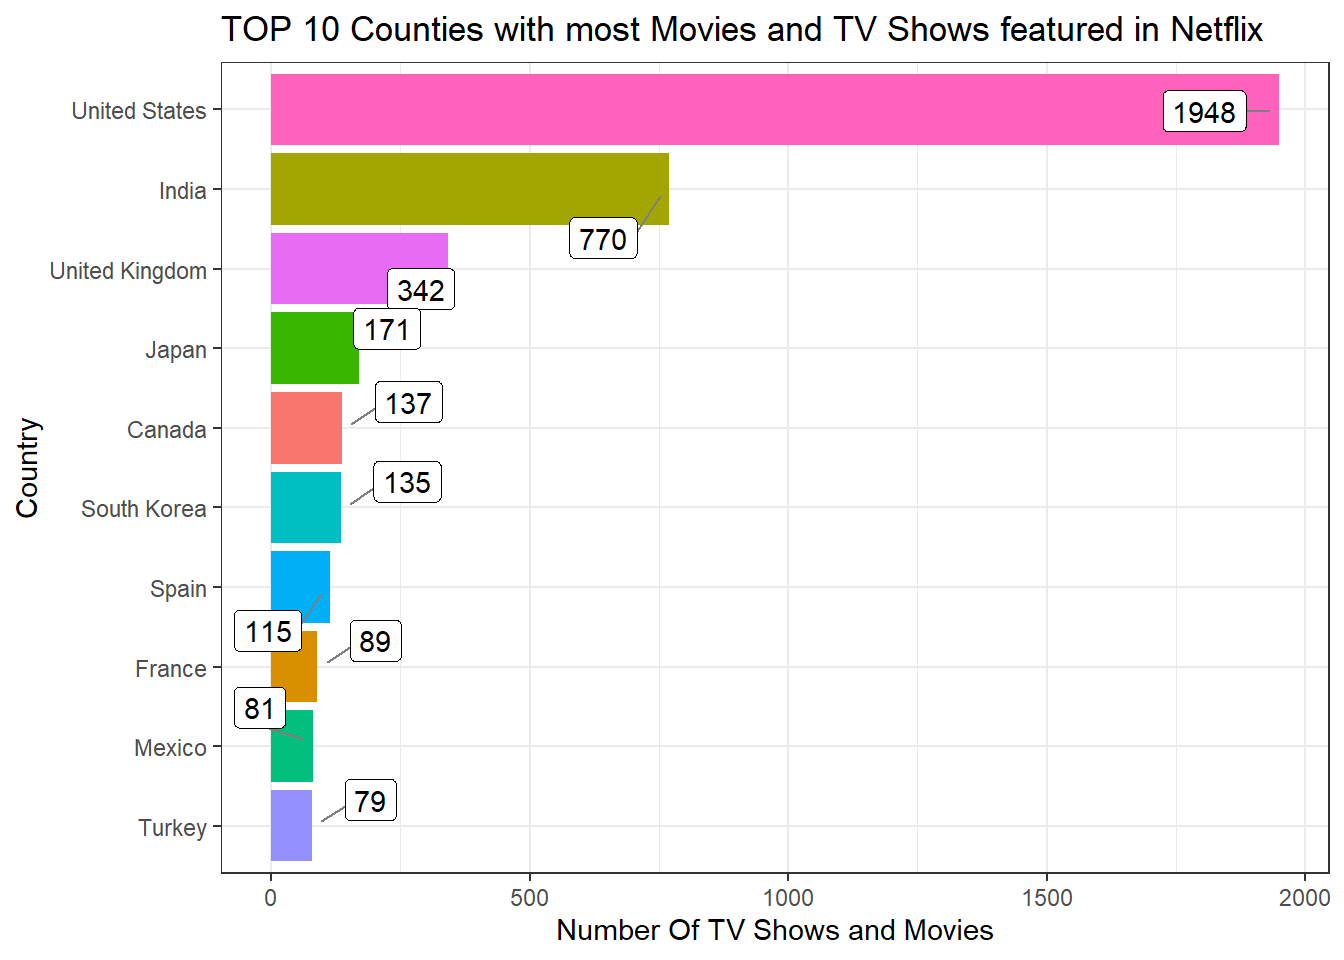 TOP 10 Counties with most Movies and TV Shows featured in Netflix
United States 1948
India 770
United Kingdom 342
Japan 171
Canada 137
South Korea 135
Spain 115
France 89
Mexico 81
Turkey 79
Country
0 500 1000 1500 2000
Number Of TV Shows and Movies